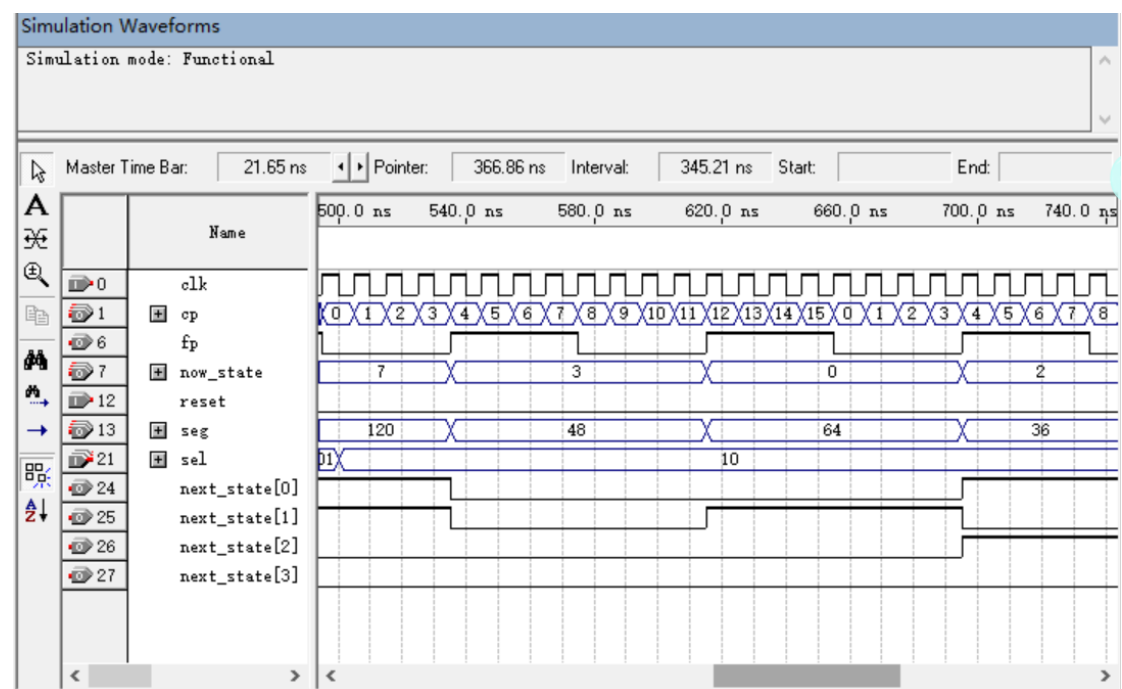 Simulation Waveforms
Simulation mode: Functional
Master Time Bar: 21.65 ns Pointer: 366.86 ns Interval: 345.21 ns Start: End:
Name
500.0 ns 540.0 ns 580.0 ns 620.0 ns 660.0 ns 700.0 ns 740.0 ns
0 clk
1 cp 0 1 2 3 4 5 6 7 8 9 10 11 12 13 14 15 0 1 2 3 4 5 6 7 8
6 fp
7 now_state 7 3 0 2
12 reset
13 seg 120 48 64 36
21 sel 01 10
24 next_state[0]
25 next_state[1]
26 next_state[2]
27 next_state[3]